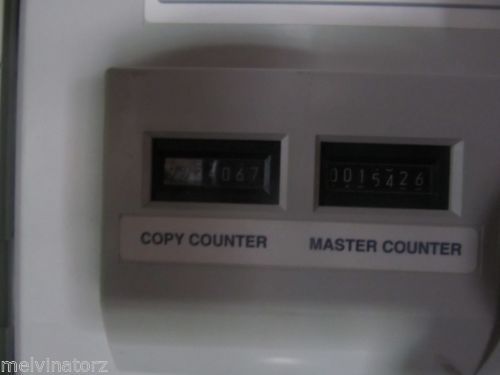 067
0015426
COPY COUNTER
MASTER COUNTER
melvinatorz